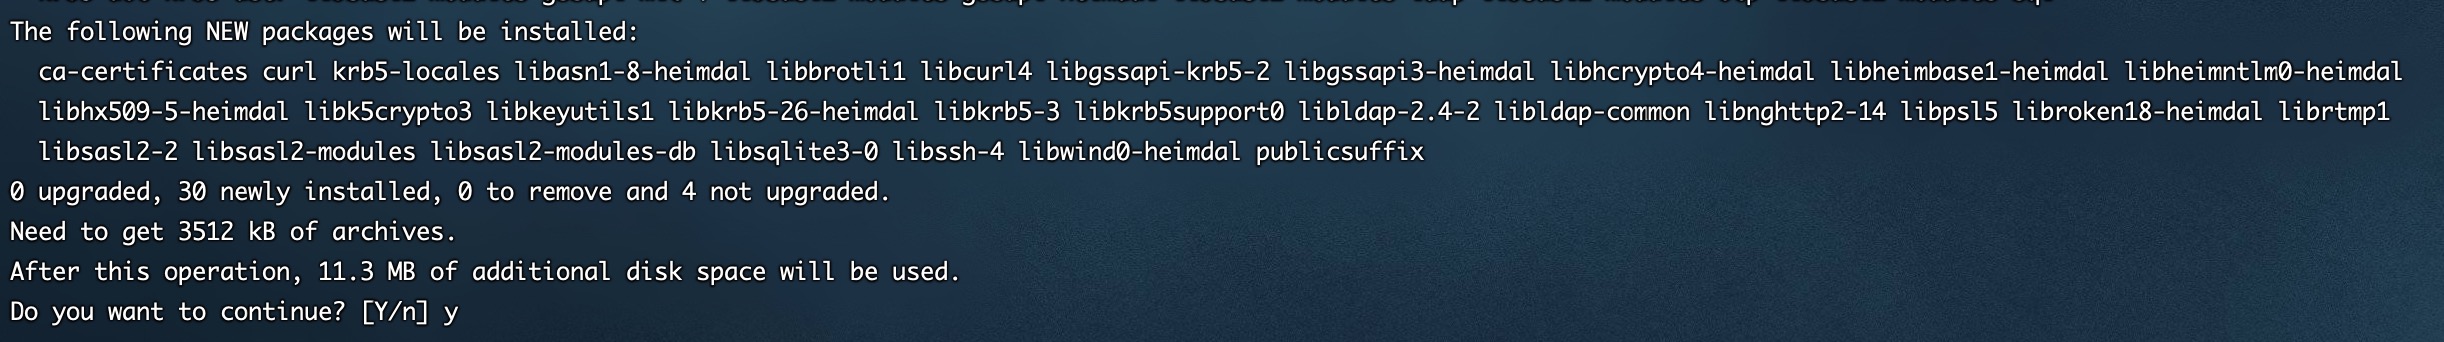 The following NEW packages will be installed:
ca-certificates curl krb5-locales libasn1-8-heimdal libbrotli1 libcurl4 libgssapi-krb5-2 libgssapi3-heimdal libhcrypto4-heimdal libheimbase1-heimdal libheimntlm0-heimdal
libhx509-5-heimdal libk5crypto3 libkeyutils1 libkrb5-26-heimdal libkrb5-3 libkrb5support0 libldap-2.4-2 libldap-common libnghttp2-14 libpsl5 libroken18-heimdal librtmp1
libsasl2-2 libsasl2-modules libsasl2-modules-db libsqlite3-0 libssh-4 libwind0-heimdal publicsuffix
0 upgraded, 30 newly installed, 0 to remove and 4 not upgraded.
Need to get 3512 kB of archives.
After this operation, 11.3 MB of additional disk space will be used.
Do you want to continue? [Y/n] y